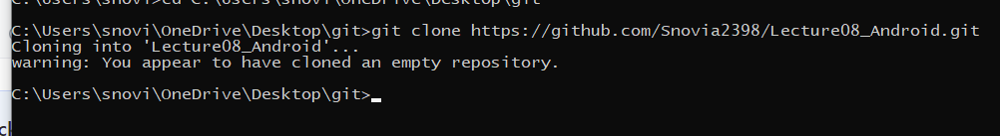 C:\Users\snovi\OneDrive\Desktop\git>git clone https://github.com/Snovia2398/Lecture08_Android.git
Cloning into 'Lecture08_Android'...
warning: You appear to have cloned an empty repository.
C:\Users\snovi\OneDrive\Desktop\git>